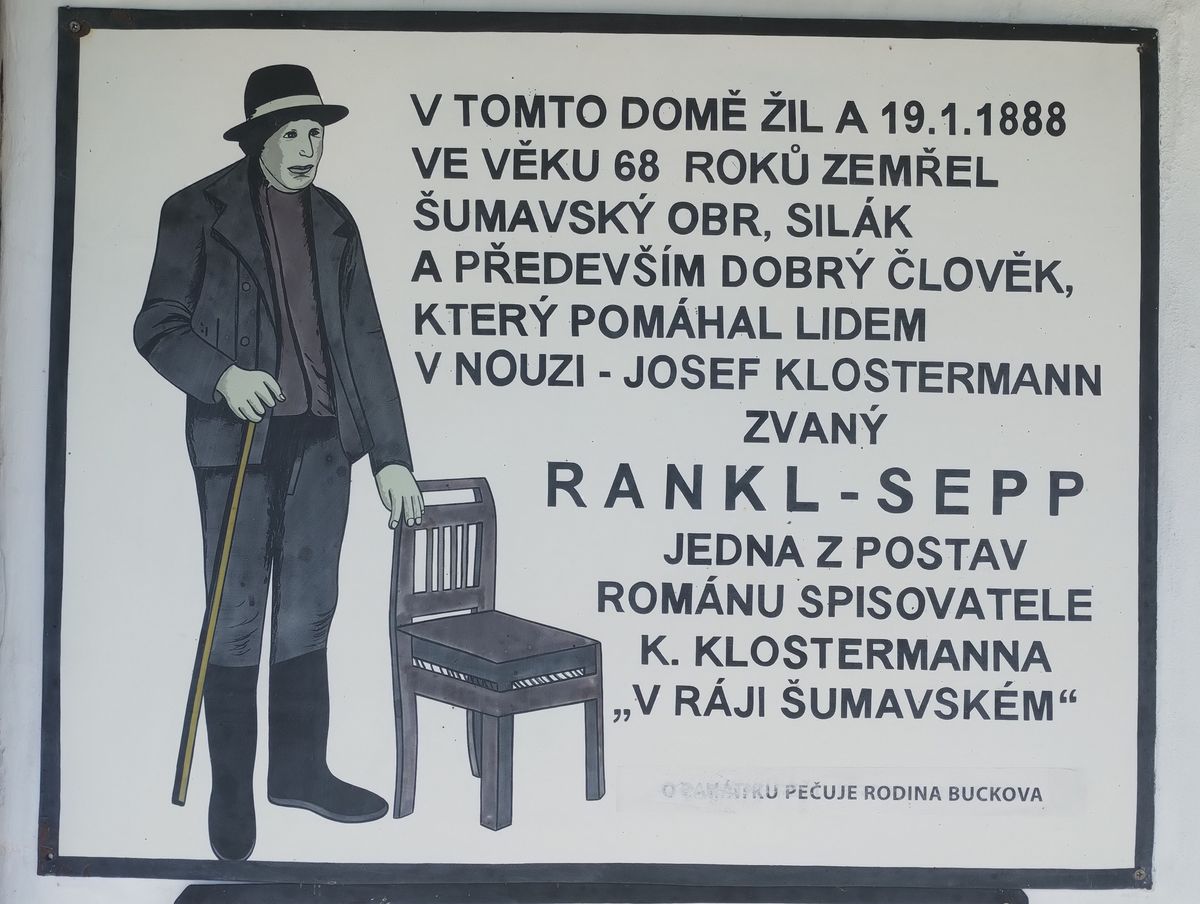 V TOMTO DOMĚ ŽIL A 19.1.1888
VE VĚKU 68 ROKŮ ZEMŘEL
ŠUMAVSKÝ OBR, SILÁK
A PŘEDEVŠÍM DOBRÝ ČLOVĚK,
KTERÝ POMÁHAL LIDEM
V NOUZI - JOSEF KLOSTERMANN
ZVANÝ
RANKL - SEPP
JEDNA Z POSTAV
ROMÁNU SPISOVATELE
K. KLOSTERMANNA
„V RÁJI ŠUMAVSKÉM“
O PAMÁTKU PEČUJE RODINA BUCKOVA